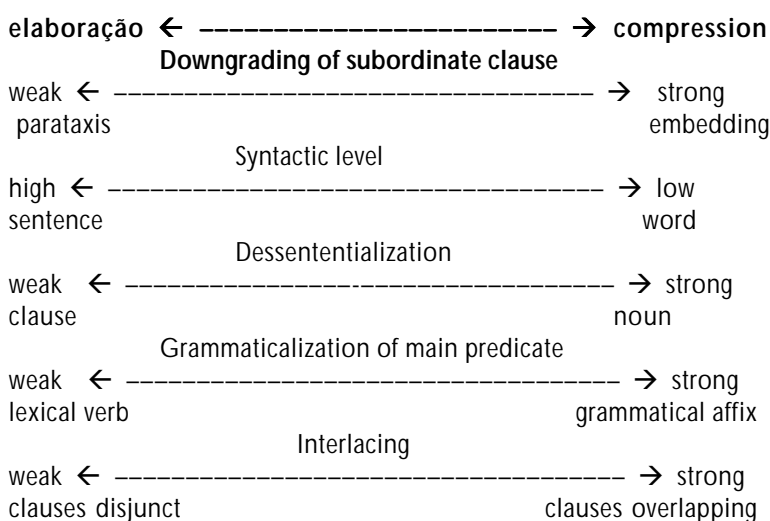 elaboração ← –––––––––––––––––––––––– → compression
Downgrading of subordinate clause
weak ← –––––––––––––––––––––––––––––––––– → strong
parataxis embedding
Syntactic level
high ← ––––––––––––––––––––––––––––––––––– → low
sentence word
Dessententialization
weak ← –––––––––––––––––-–––––––––––––––––– → strong
clause noun
Grammaticalization of main predicate
weak ← ––––––––––––––––––––––––––––––––––– → strong
lexical verb grammatical affix
Interlacing
weak ← –––––––––––––––––––––––––––––––––––– → strong
clauses disjunct clauses overlapping